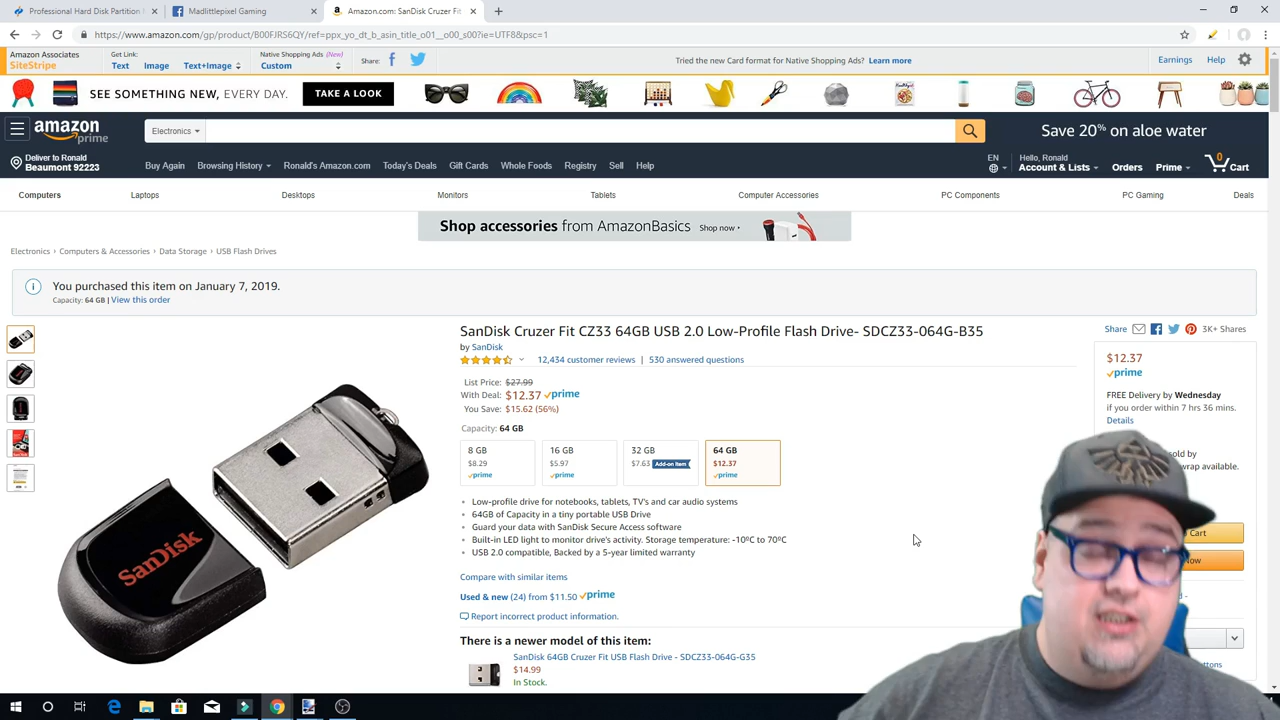 Professional Hard Disk Partition
Madlittlepixel Gaming
Amazon.com: SanDisk Cruzer Fit
https://www.amazon.com/gp/product/B00FJRS6QY/ref=ppx_yo_dt_b_asin_title_o01__o00_s00?ie=UTF8&psc=1
Amazon Associates
SiteStripe
Get Link:
Text Image Text+Image
Native Shopping Ads (New)
Custom
Share:
Tried the new Card format for Native Shopping Ads? Learn more
Earnings Help
SEE SOMETHING NEW, EVERY DAY. TAKE A LOOK
amazon prime
Electronics
Save 20% on aloe water
Deliver to Ronald
Beaumont 92223
Buy Again Browsing History Ronald's Amazon.com Today's Deals Gift Cards Whole Foods Registry Sell Help
EN
Hello, Ronald
Account & Lists Orders Prime 0 Cart
Computers Laptops Desktops Monitors Tablets Computer Accessories PC Components PC Gaming Deals
Shop accessories from AmazonBasics Shop now
Electronics › Computers & Accessories › Data Storage › USB Flash Drives
You purchased this item on January 7, 2019.
Capacity: 64 GB | View this order
SanDisk
SanDisk Cruzer Fit CZ33 64GB USB 2.0 Low-Profile Flash Drive- SDCZ33-064G-B35
by SanDisk
12,434 customer reviews | 530 answered questions
List Price: $27.99
With Deal: $12.37 prime
You Save: $15.62 (56%)
Capacity: 64 GB
8 GB
$8.29
prime
16 GB
$5.97
prime
32 GB
$7.63 Add-on Item
64 GB
$12.37
prime
• Low-profile drive for notebooks, tablets, TV's and car audio systems
• 64GB of Capacity in a tiny portable USB Drive
• Guard your data with SanDisk Secure Access software
• Built-in LED light to monitor drive's activity. Storage temperature: -10ºC to 70ºC
• USB 2.0 compatible, Backed by a 5-year limited warranty
Compare with similar items
Used & new (24) from $11.50 prime
Report incorrect product information.
There is a newer model of this item:
SanDisk 64GB Cruzer Fit USB Flash Drive - SDCZ33-064G-G35
$14.99
In Stock.
Share 3K+ Shares
$12.37
prime
FREE Delivery by Wednesday
if you order within 7 hrs 36 mins.
Details
sold by
wrap available.
Cart